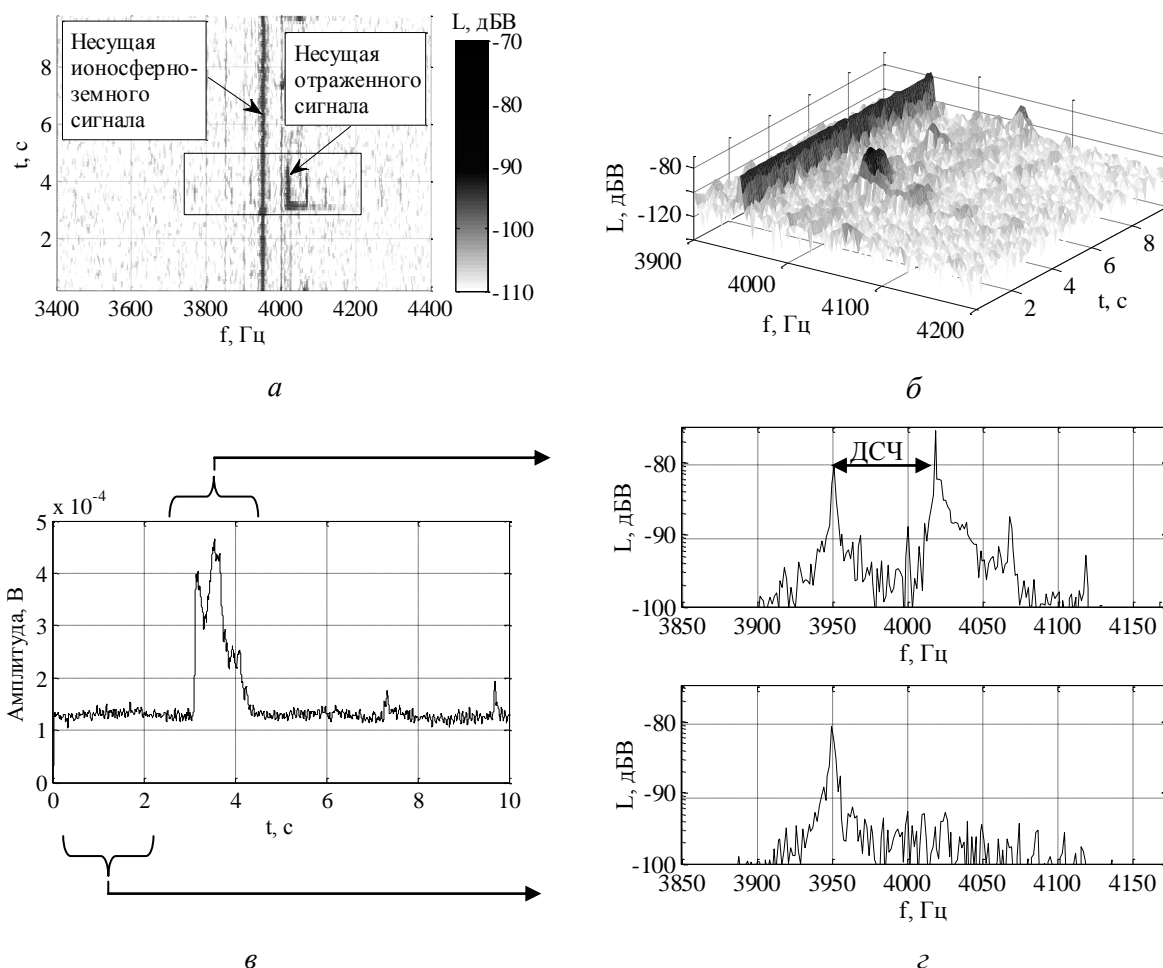 L, дБВ
Несущая
ионосферно-
земного
сигнала
Несущая
отраженного
сигнала
-70
-80
-90
-100
-110
8
6
4
2
t, с
3400 3600 3800 4000 4200 4400
f, Гц
а
-80
-120
L, дБВ
3900
4000
4100
4200
f, Гц
2
4
6
8
t, с
б
x 10⁻⁴
5
4
3
2
1
0
Амплитуда, В
0 2 4 6 8 10
t, с
в
ДСЧ
-80
-90
-100
L, дБВ
3850 3900 3950 4000 4050 4100 4150
f, Гц
-80
-90
-100
L, дБВ
3850 3900 3950 4000 4050 4100 4150
f, Гц
г